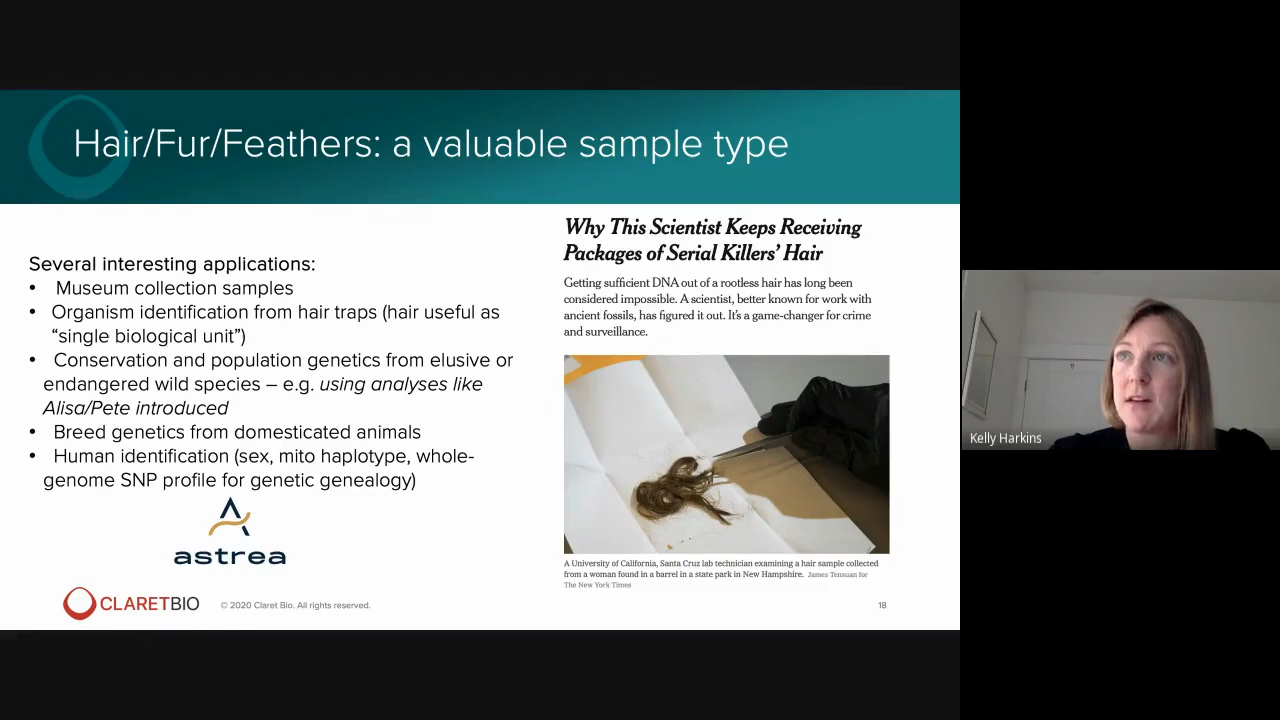 Hair/Fur/Feathers: a valuable sample type
Several interesting applications:
• Museum collection samples
• Organism identification from hair traps (hair useful as
“single biological unit”)
• Conservation and population genetics from elusive or
endangered wild species – e.g. using analyses like
Alisa/Pete introduced
• Breed genetics from domesticated animals
• Human identification (sex, mito haplotype, whole-
genome SNP profile for genetic genealogy)
astrea
CLARETBIO
© 2020 Claret Bio. All rights reserved.
Why This Scientist Keeps Receiving
Packages of Serial Killers’ Hair
Getting sufficient DNA out of a rootless hair has long been
considered impossible. A scientist, better known for work with
ancient fossils, has figured it out. It’s a game-changer for crime
and surveillance.
A University of California, Santa Cruz lab technician examining a hair sample collected
from a woman found in a barrel in a state park in New Hampshire. James Tensuan for
The New York Times
18
Kelly Harkins